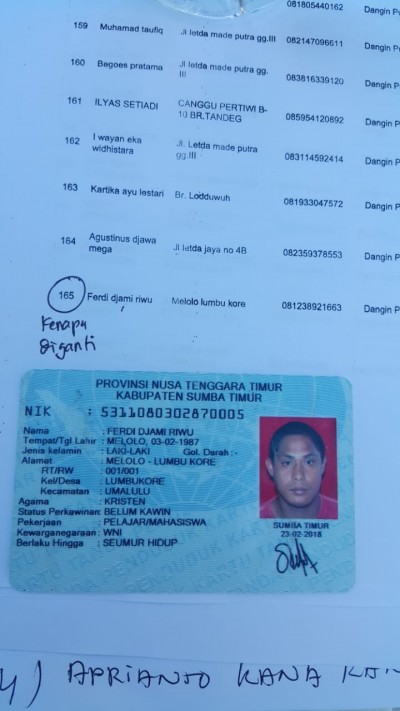 081805440162 Dangin P
159 Muhamad taufiq Jl letda made putra gg.III 082147096611 Dangin P
160 Begoes pratama Jl letda made putra gg.
III 083816339120 Dangin P
161 ILYAS SETIADI CANGGU PERTIWI B-
10 BR.TANDEG 085954120892 Dangin P
162 I wayan eka
widhistara Jl. Letda made putra
gg.III 083114592414 Dangin P
163 Kartika ayu lestari Br. Lodduwuh 081933047572 Dangin P
164 Agustinus djawa
mega Jl letda jaya no 4B 082359378553 Dangin P
165 Ferdi djami riwu Melolo lumbu kore 081238921663 Dangin P
Kenapa
diganti
PROVINSI NUSA TENGGARA TIMUR
KABUPATEN SUMBA TIMUR
NIK : 5311080302870005
Nama : FERDI DJAMI RIWU
Tempat/Tgl Lahir : MELOLO, 03-02-1987
Jenis kelamin : LAKI-LAKI Gol. Darah : -
Alamat : MELOLO - LUMBU KORE
RT/RW : 001/001
Kel/Desa : LUMBUKORE
Kecamatan : UMALULU
Agama : KRISTEN
Status Perkawinan: BELUM KAWIN
Pekerjaan : PELAJAR/MAHASISWA
Kewarganegaraan: WNI
Berlaku Hingga : SEUMUR HIDUP
SUMBA TIMUR
23-02-2018
4) APRIANTO KANA